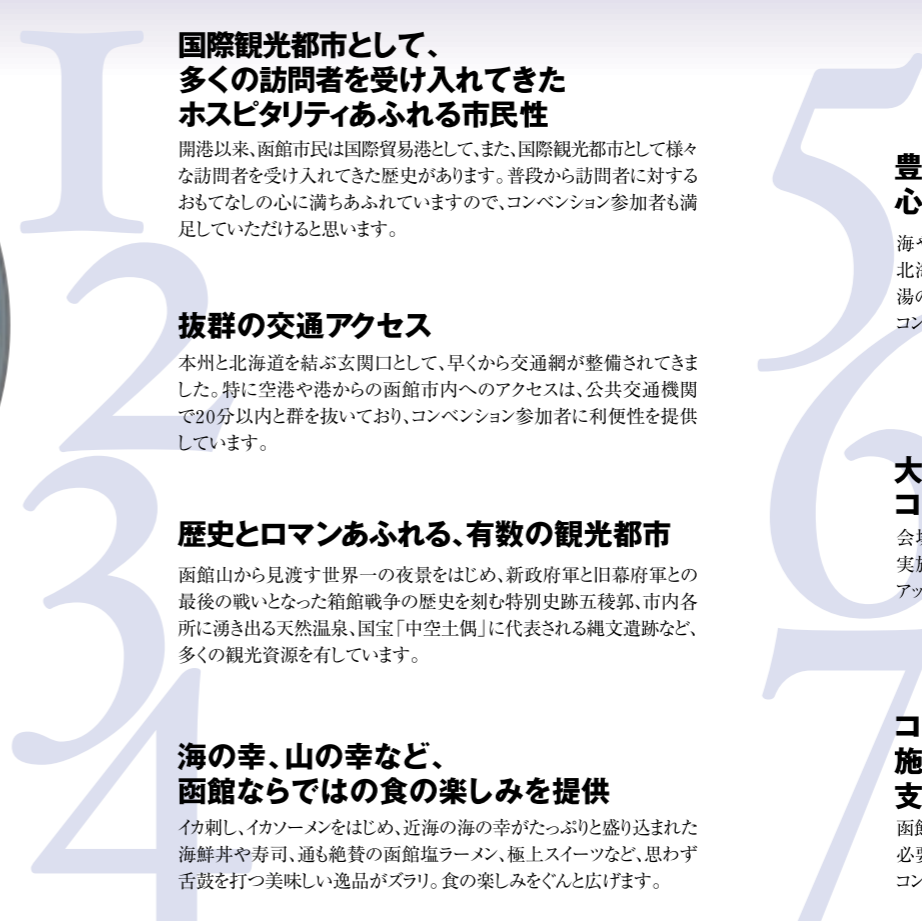 1
国際観光都市として、
多くの訪問者を受け入れてきた
ホスピタリティあふれる市民性
開港以来、函館市民は国際貿易港として、また、国際観光都市として様々
な訪問者を受け入れてきた歴史があります。普段から訪問者に対する
おもてなしの心に満ちあふれていますので、コンベンション参加者も満
足していただけると思います。
2
抜群の交通アクセス
本州と北海道を結ぶ玄関口として、早くから交通網が整備されてきま
した。特に空港や港からの函館市内へのアクセスは、公共交通機関
で20分以内と群を抜いており、コンベンション参加者に利便性を提供
しています。
3
歴史とロマンあふれる、有数の観光都市
函館山から見渡す世界一の夜景をはじめ、新政府軍と旧幕府軍との
最後の戦いとなった箱館戦争の歴史を刻む特別史跡五稜郭、市内各
所に湧き出る天然温泉、国宝「中空土偶」に代表される縄文遺跡など、
多くの観光資源を有しています。
4
海の幸、山の幸など、
函館ならではの食の楽しみを提供
イカ刺し、イカソーメンをはじめ、近海の海の幸がたっぷりと盛り込まれた
海鮮丼や寿司、通も絶賛の函館塩ラーメン、極上スイーツなど、思わず
舌鼓を打つ美味しい逸品がズラリ。食の楽しみをぐんと広げます。
5
豊
心
海
北
湯の
コン
6
大
コ
会
実
アッ
7
コ
施
支
函
必
コン